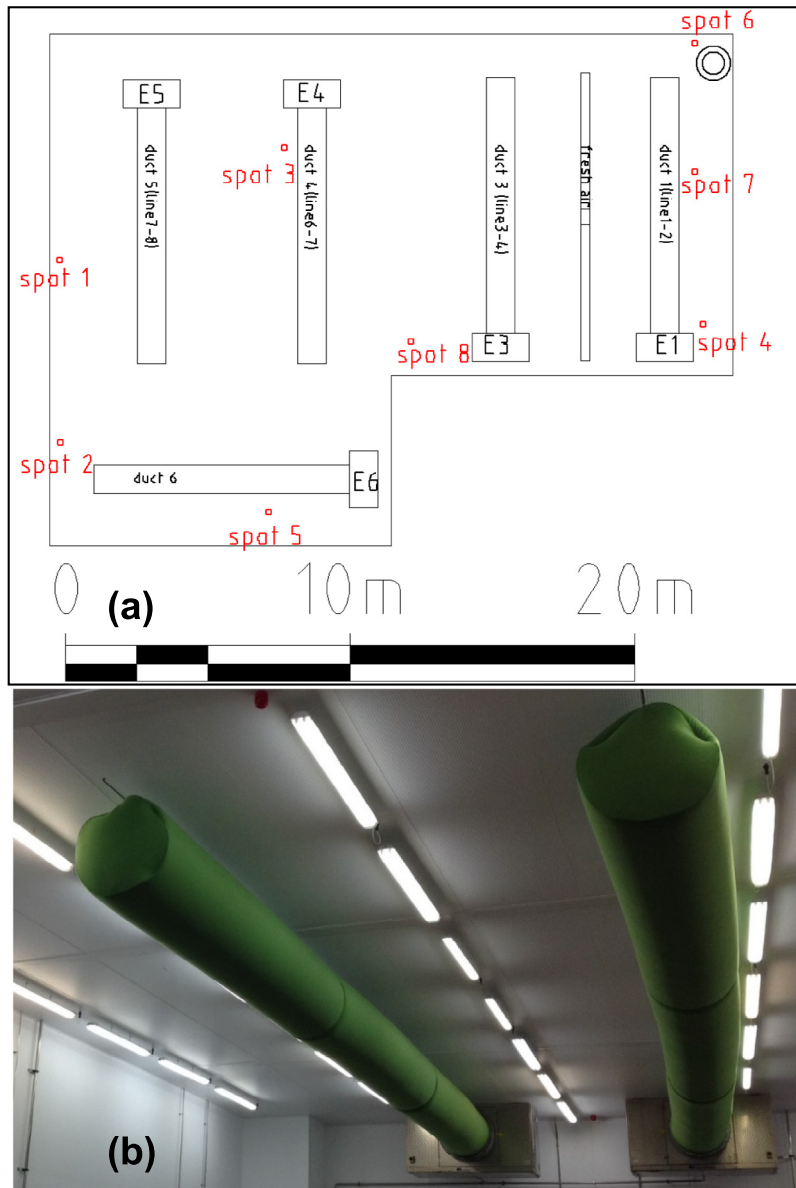 spot 6
E5
E4
duct 5(line7-8)
spot 3
duct 4(line6-7)
duct 3 (line3-4)
fresh air
duct 1(line1-2)
spot 7
spot 1
spot 8
E3
E1
spot 4
spot 2
duct 6
E6
spot 5
0 10m 20m
(a)
(b)